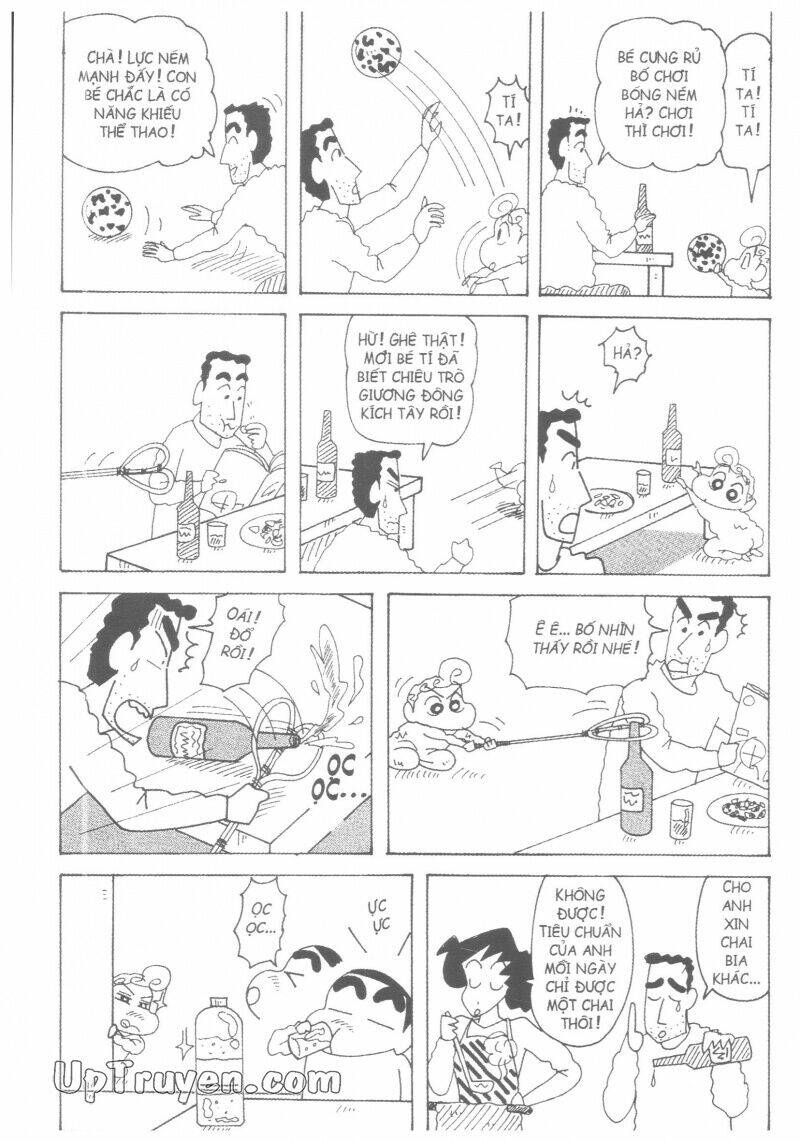 TÍ
TA!
TÍ
TA!
BÉ CƯNG RỦ
BỐ CHƠI
BÓNG NÉM
HẢ? CHƠI
THÌ CHƠI!
TÍ
TA!
CHÀ! LỰC NÉM
MẠNH ĐẤY! CON
BÉ CHẮC LÀ CÓ
NĂNG KHIẾU
THỂ THAO!
HẢ?
HỪ! GHÊ THẬT!
MỚI BÉ TÍ ĐÃ
BIẾT CHIÊU TRÒ
GIƯƠNG ĐÔNG
KÍCH TÂY RỒI!
Ê Ê... BỐ NHÌN
THẤY RỒI NHÉ!
OÁI!
ĐỔ
RỒI!
ỌC
ỌC...
CHO
ANH
XIN
CHAI
BIA
KHÁC...
KHÔNG
ĐƯỢC!
TIÊU CHUẨN
CỦA ANH
MỖI NGÀY
CHỈ ĐƯỢC
MỘT CHAI
THÔI!
ỰC
ỰC
ỌC
ỌC...
UpTruyen.com